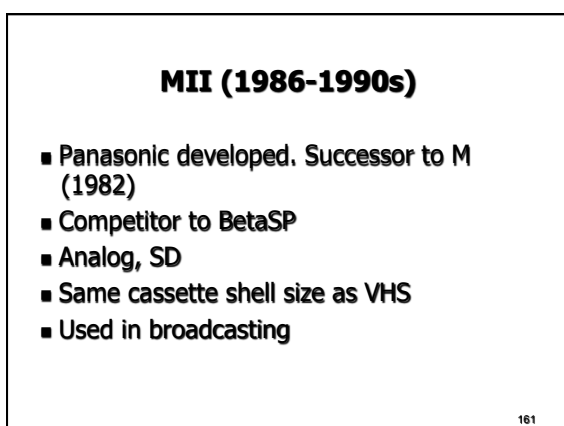 MII (1986-1990s)
■ Panasonic developed. Successor to M
(1982)
■ Competitor to BetaSP
■ Analog, SD
■ Same cassette shell size as VHS
■ Used in broadcasting
161